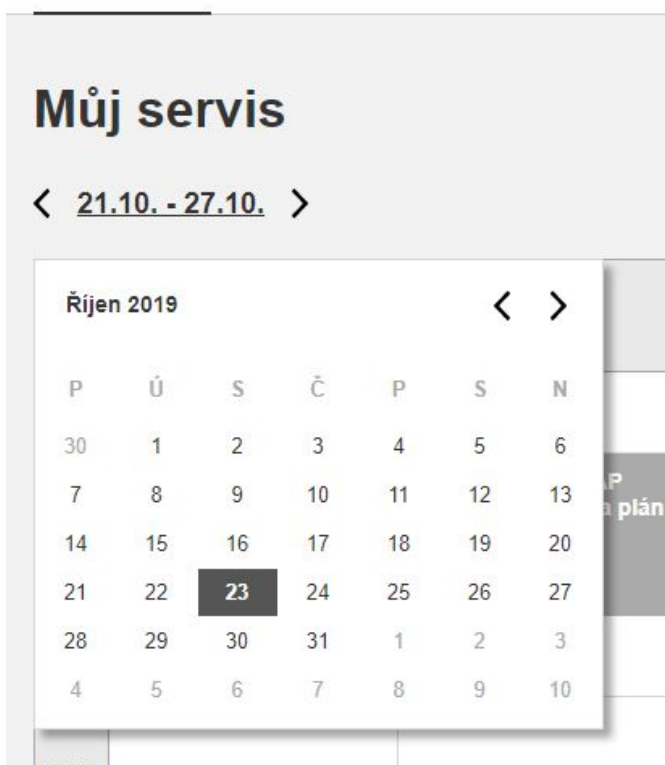 Můj servis
21.10. - 27.10.
Říjen 2019
P Ú S Č P S N
30 1 2 3 4 5 6
7 8 9 10 11 12 13
14 15 16 17 18 19 20
21 22 23 24 25 26 27
28 29 30 31 1 2 3
4 5 6 7 8 9 10
plán